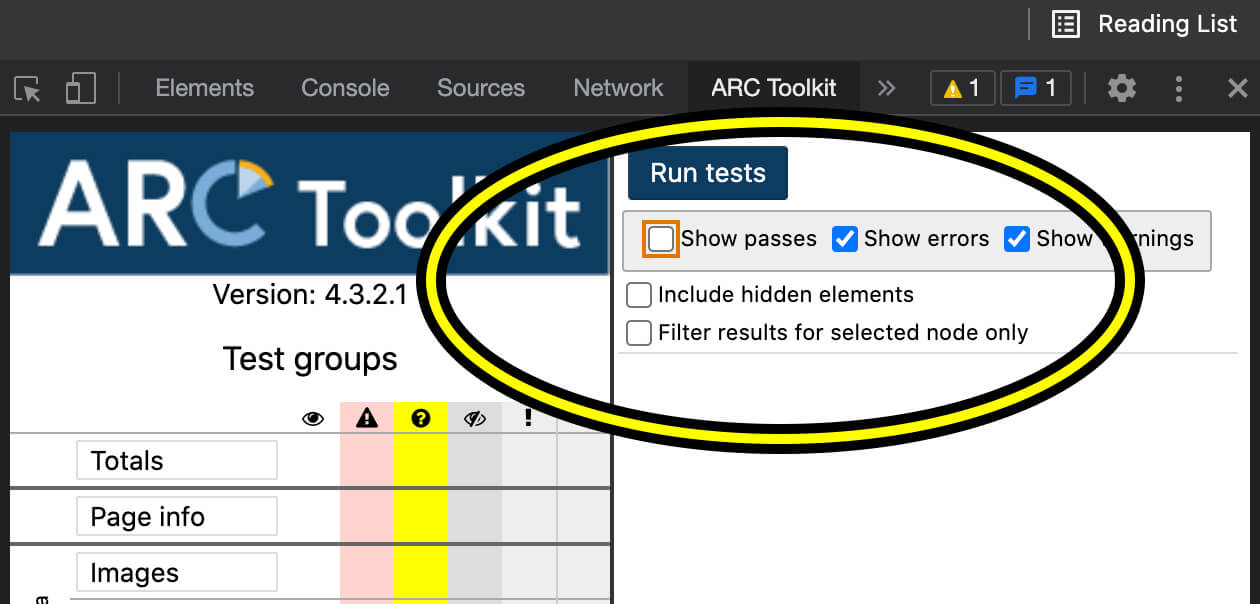 Reading List
Elements Console Sources Network ARC Toolkit » 1 1
ARC Toolkit
Version: 4.3.2.1
Test groups
Totals
Page info
Images
Run tests
Show passes Show errors Show
Include hidden elements
Filter results for selected node only